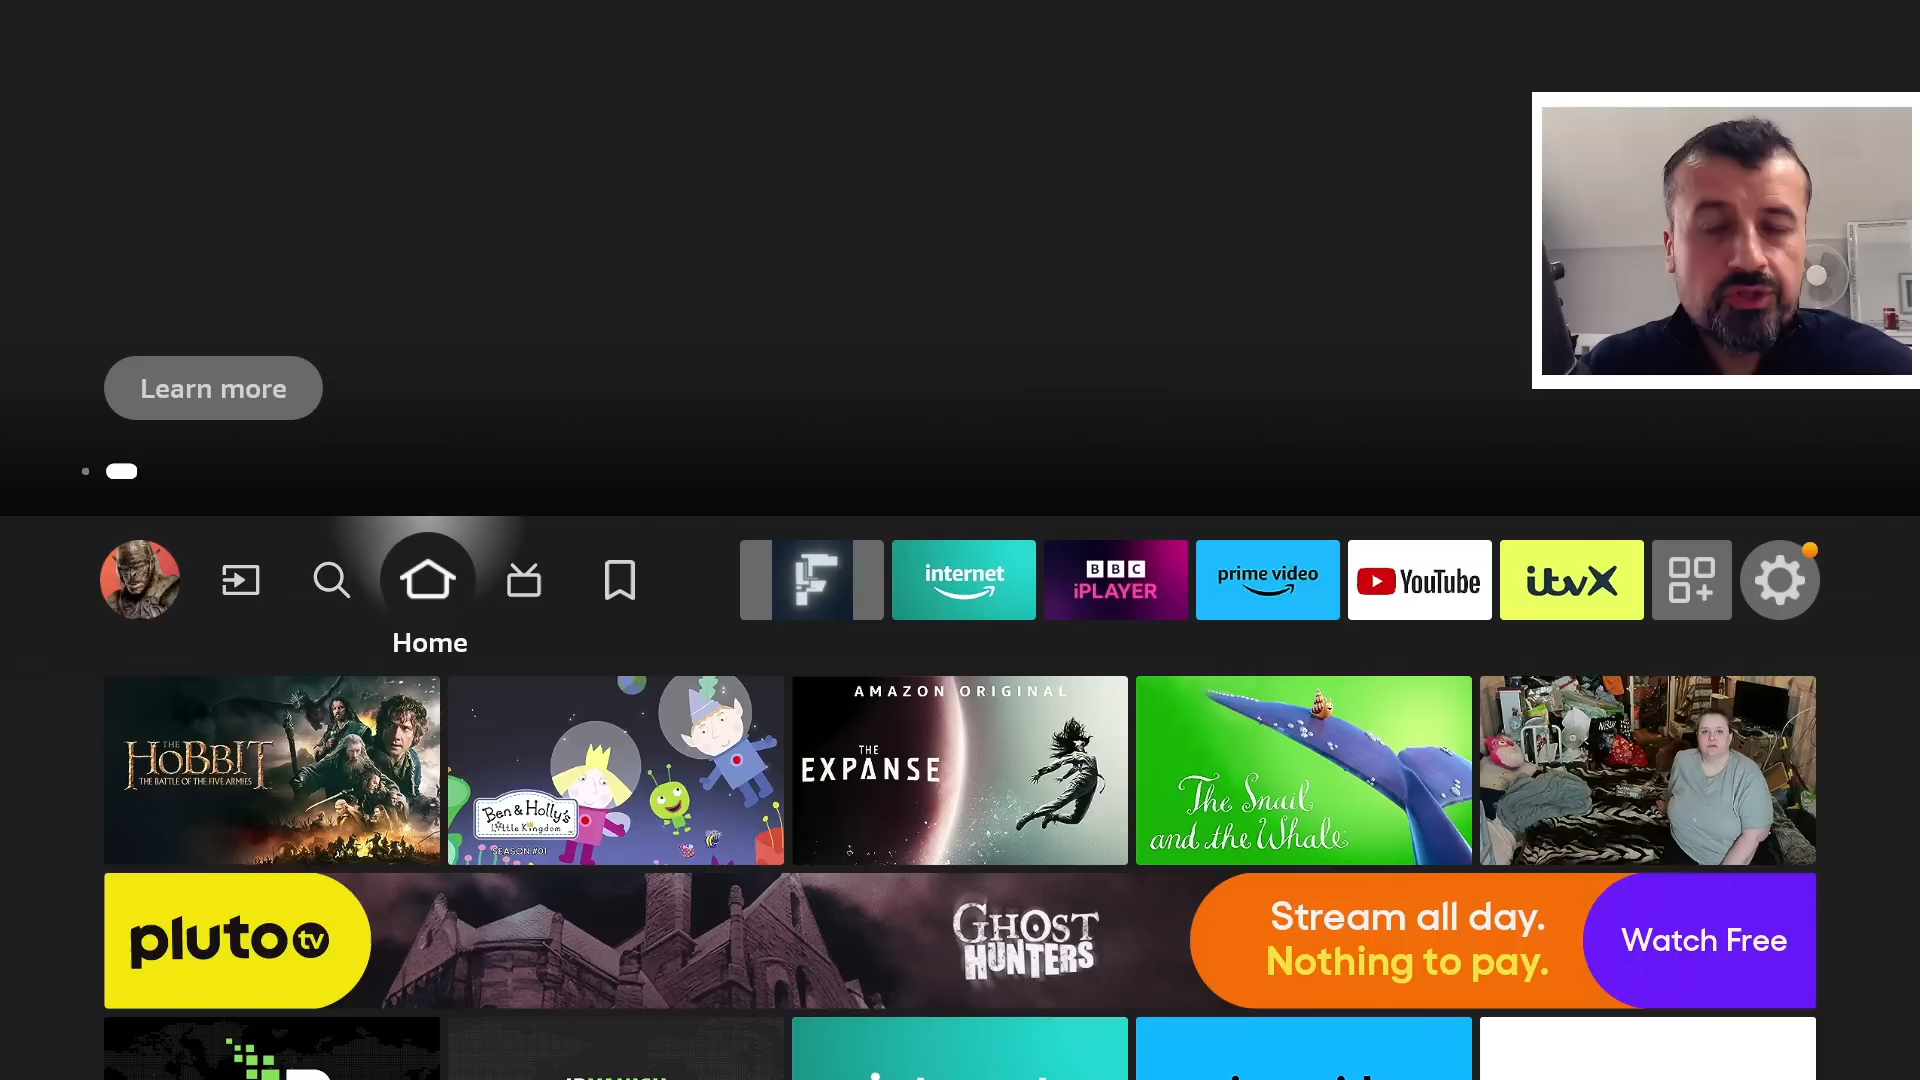 Learn more
internet
BBC
iPLAYER
prime video
YouTube
itvX
Home
THE
HOBBIT
THE BATTLE OF THE FIVE ARMIES
Ben & Holly's
Little Kingdom
SEASON #01
AMAZON ORIGINAL
THE
EXPANSE
The Snail
and the Whale
pluto tv
GHOST
HUNTERS
Stream all day.
Nothing to pay.
Watch Free